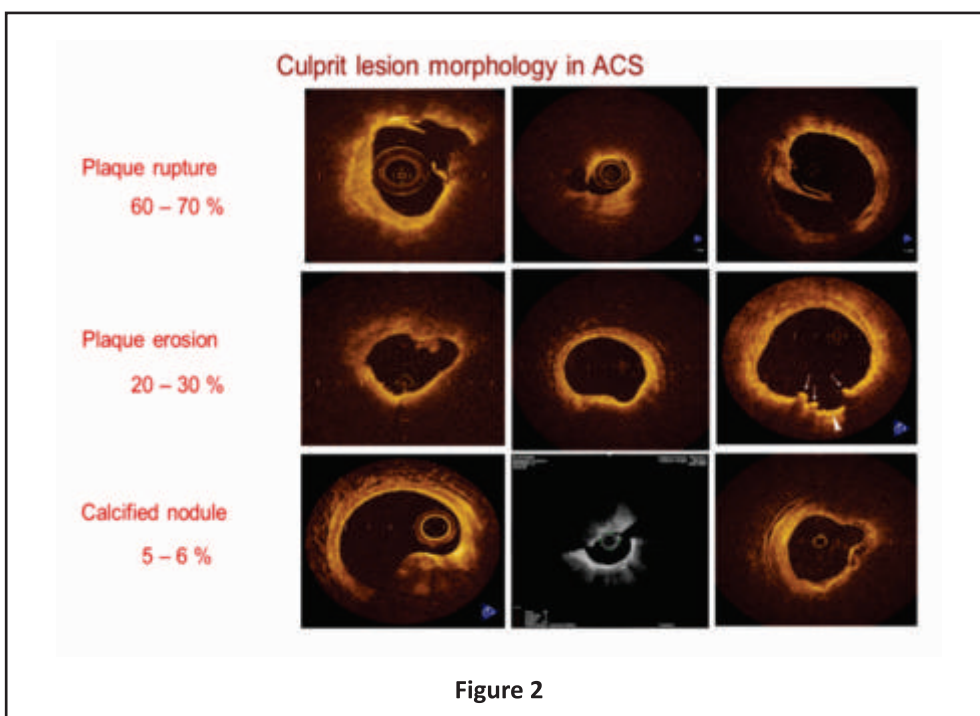 Culprit lesion morphology in ACS
Plaque rupture
60 – 70 %
Plaque erosion
20 – 30 %
Calcified nodule
5 – 6 %
Figure 2